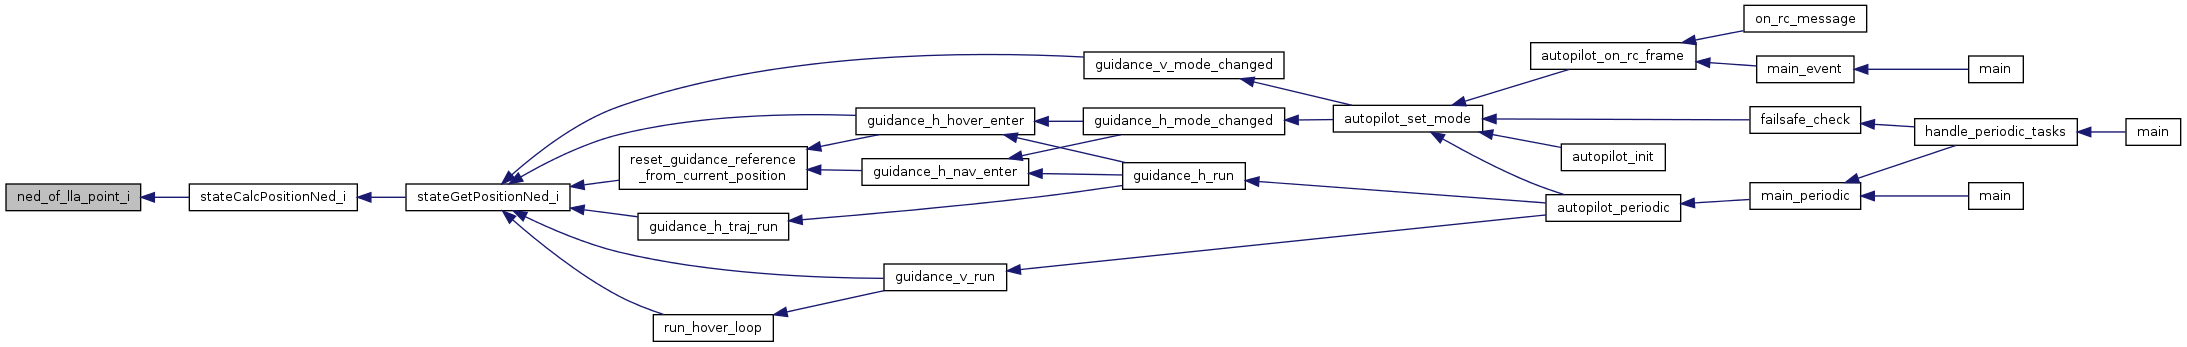 ned_of_lla_point_i
stateCalcPositionNed_i
stateGetPositionNed_i
guidance_v_mode_changed
guidance_h_hover_enter
reset_guidance_reference
_from_current_position
guidance_h_traj_run
guidance_v_run
run_hover_loop
guidance_h_mode_changed
guidance_h_nav_enter
guidance_h_run
autopilot_set_mode
autopilot_on_rc_frame
on_rc_message
main_event
main
failsafe_check
handle_periodic_tasks
main
autopilot_init
autopilot_periodic
main_periodic
main